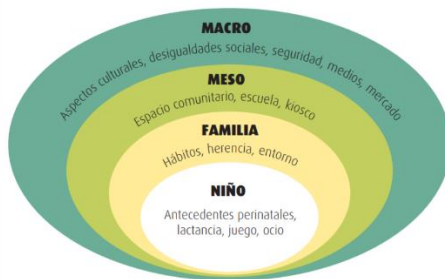 MACRO
Aspectos culturales, desigualdades sociales, seguridad, medios, mercado
MESO
Espacio comunitario, escuela, kiosco
FAMILIA
Hábitos, herencia, entorno
NIÑO
Antecedentes perinatales,
lactancia, juego, ocio